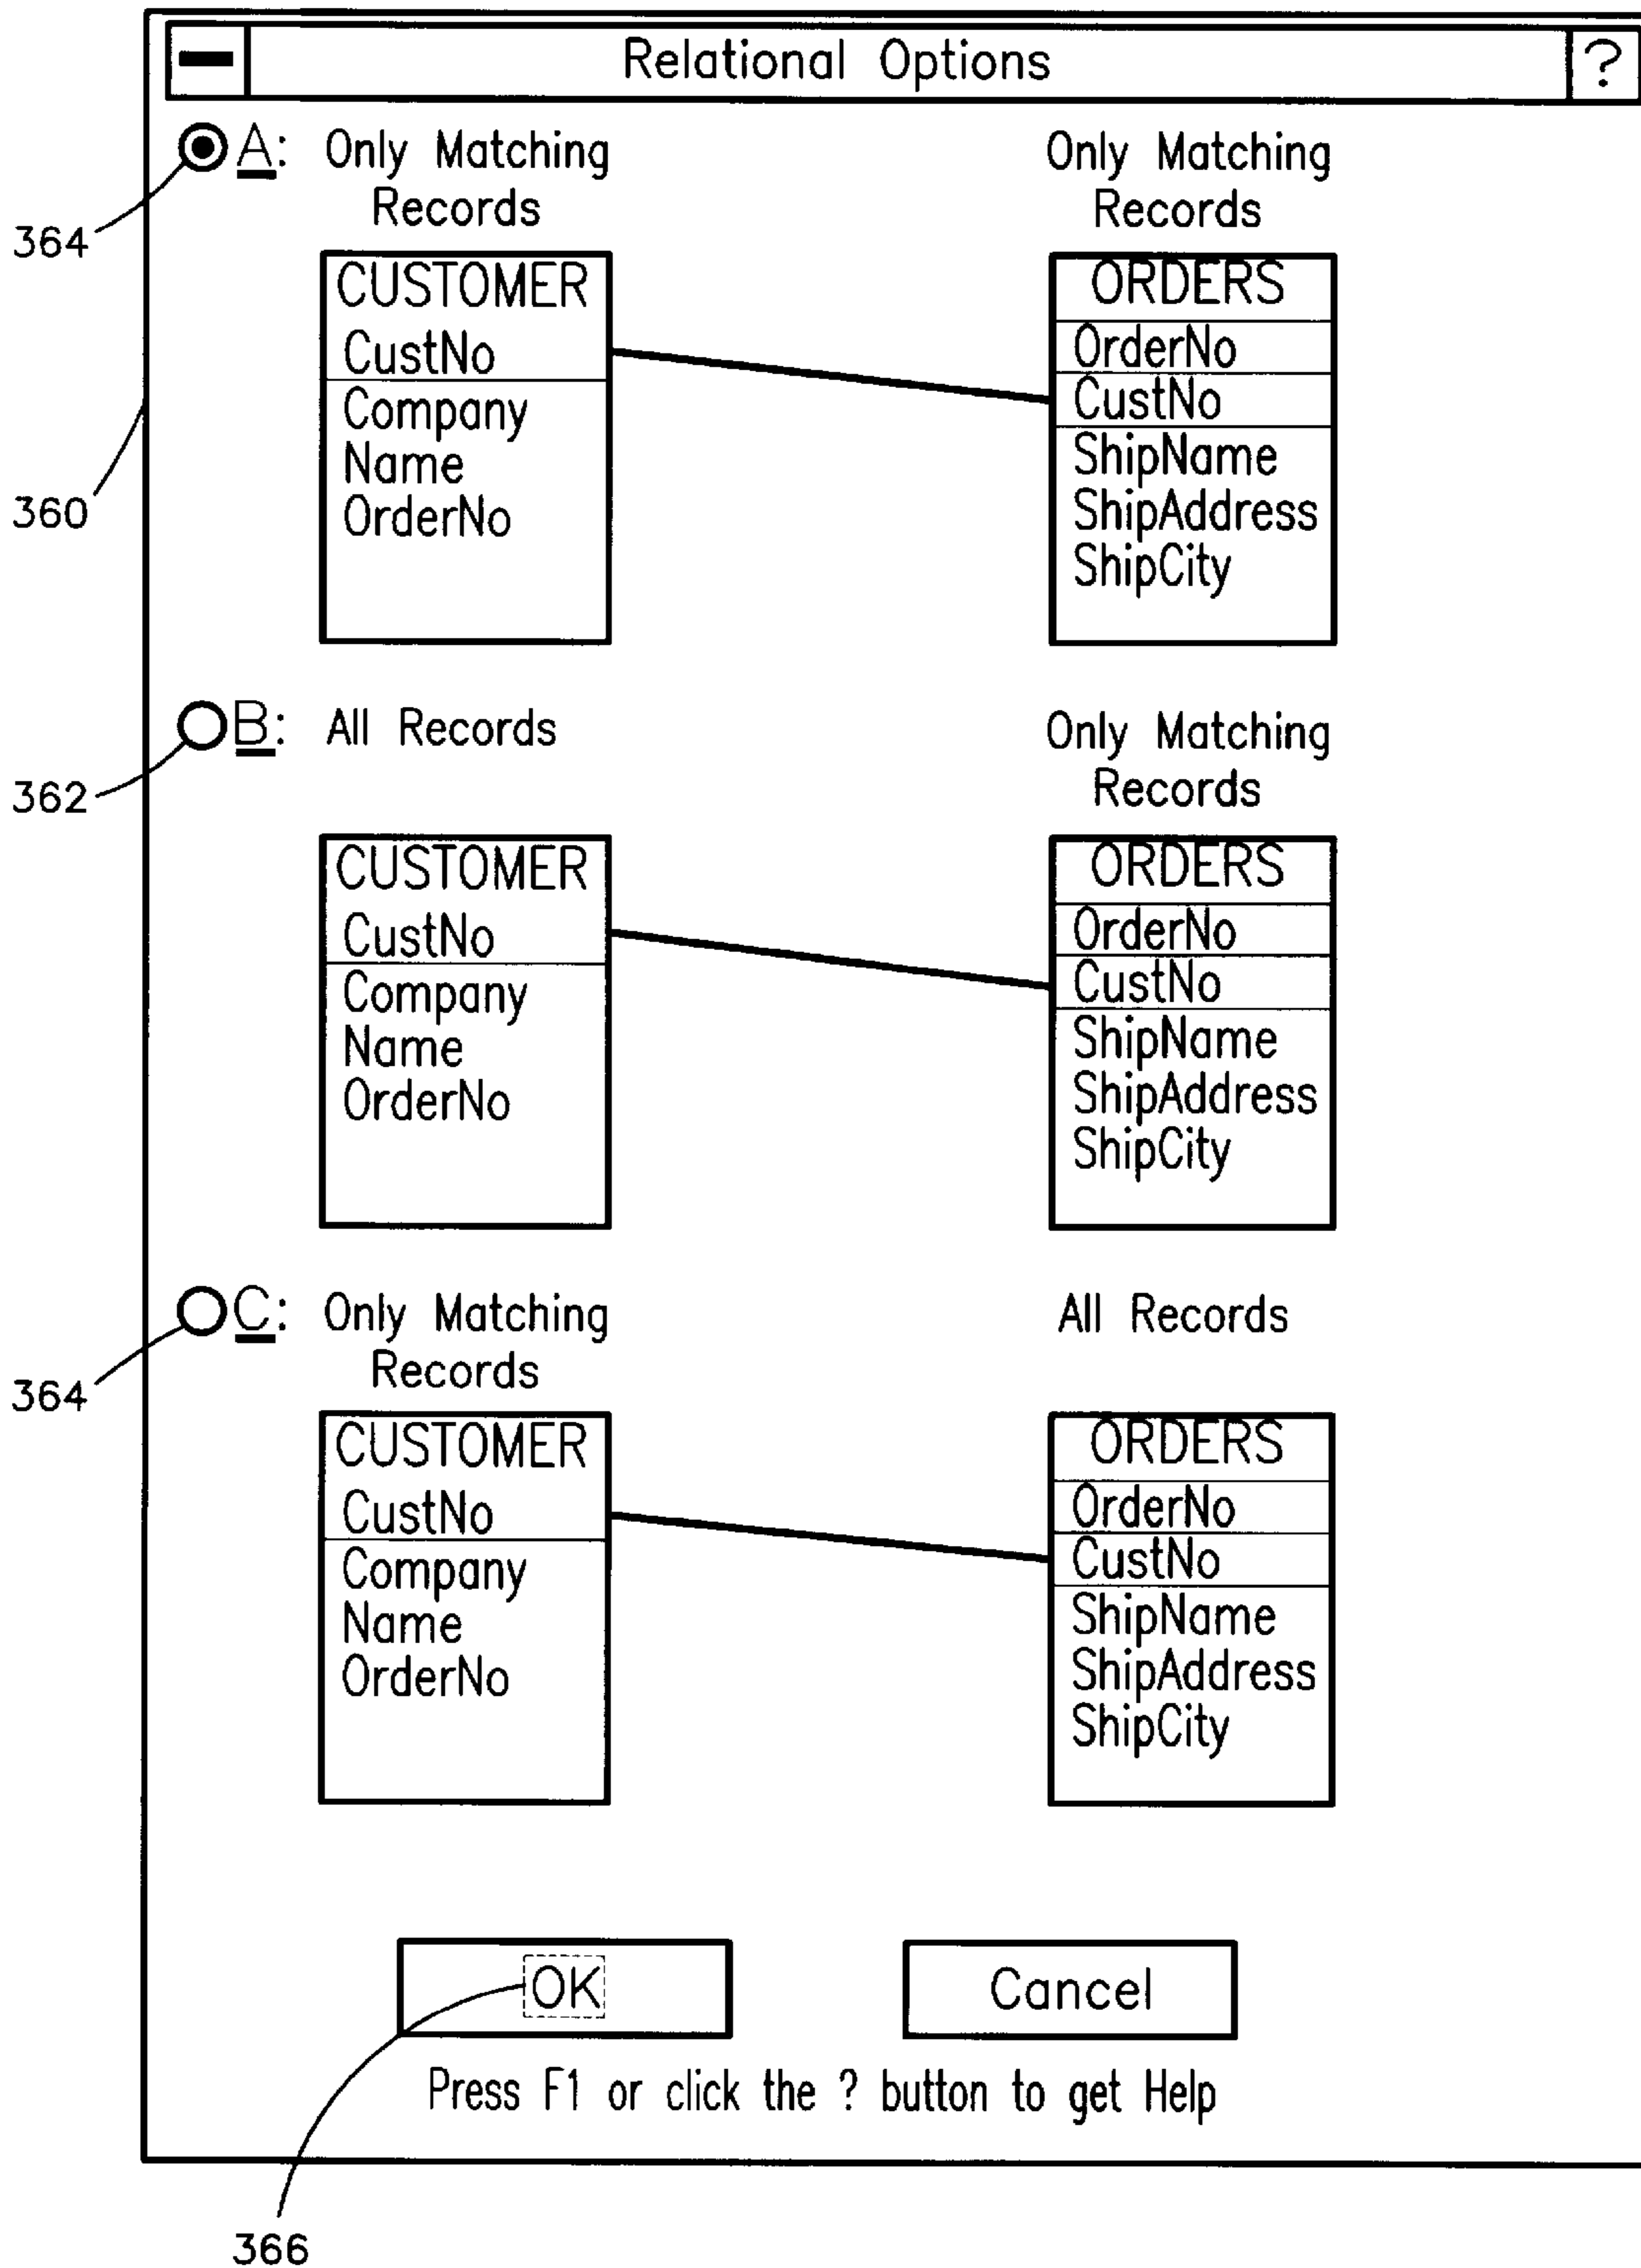 Relational Options ?
A: Only Matching
Records
Only Matching
Records
364
CUSTOMER
CustNo
Company
Name
OrderNo
ORDERS
OrderNo
CustNo
ShipName
ShipAddress
ShipCity
360
B: All Records
Only Matching
Records
362
CUSTOMER
CustNo
Company
Name
OrderNo
ORDERS
OrderNo
CustNo
ShipName
ShipAddress
ShipCity
C: Only Matching
Records
All Records
364
CUSTOMER
CustNo
Company
Name
OrderNo
ORDERS
OrderNo
CustNo
ShipName
ShipAddress
ShipCity
OK
Cancel
Press F1 or click the ? button to get Help
366